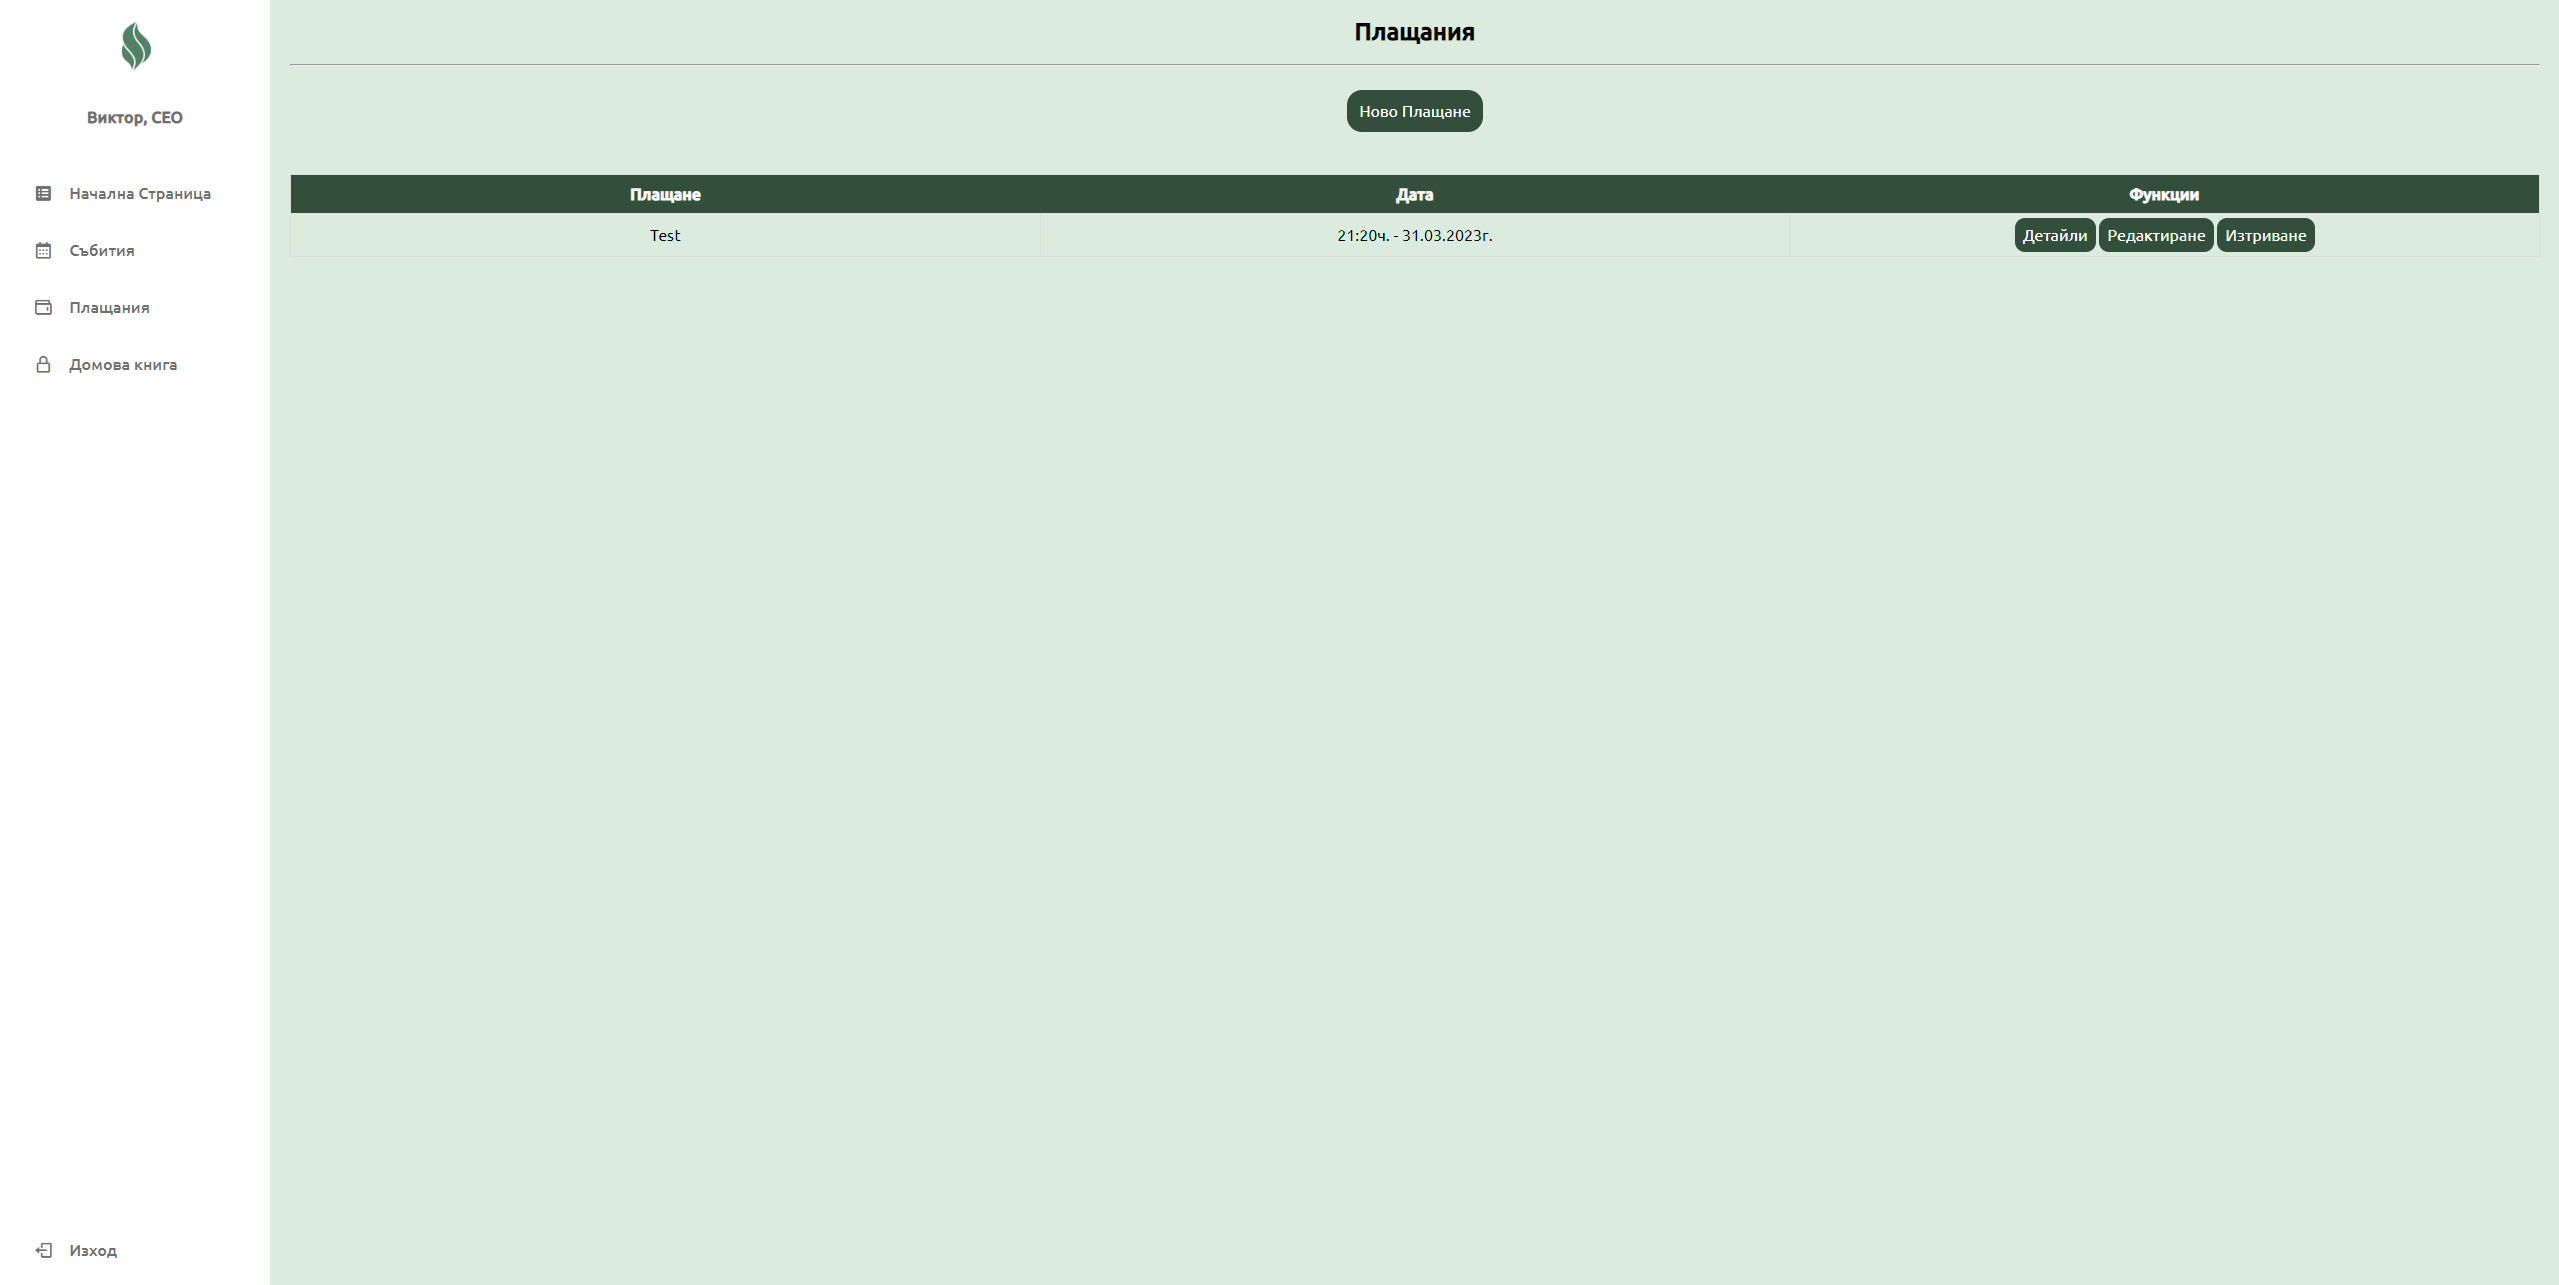 Виктор, CEO
Начална Страница
Събития
Плащания
Домова книга
Изход
Плащания
Ново Плащане
Плащане Дата Функции
Test 21:20ч. - 31.03.2023г. Детайли Редактиране Изтриване